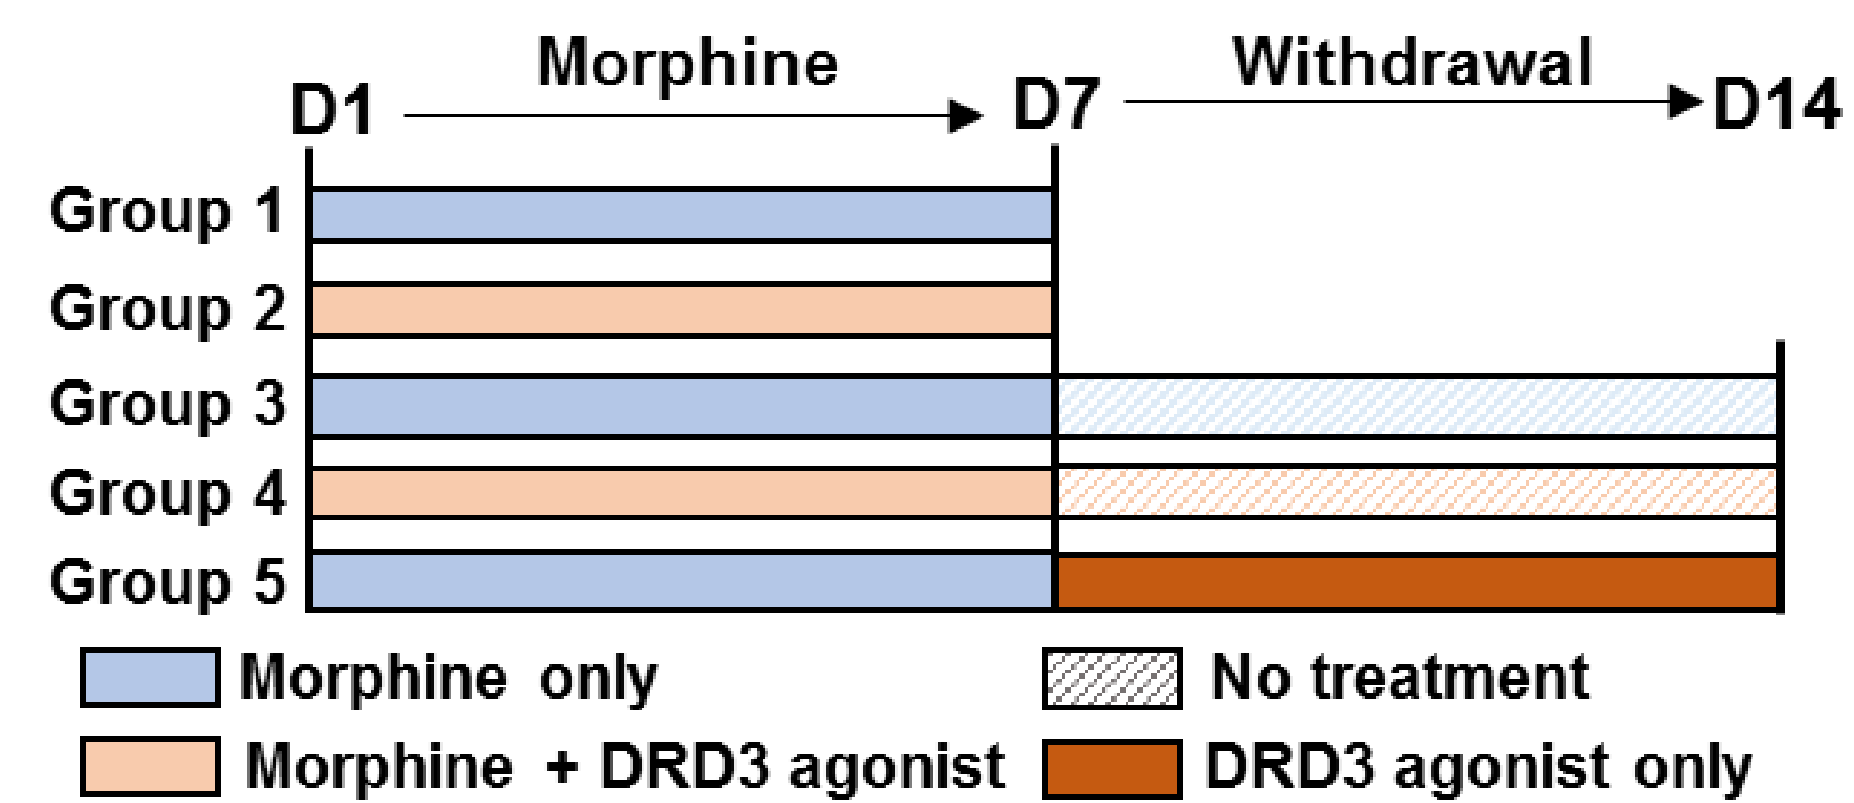 Morphine
Withdrawal
D1
D7
D14
Group 1
Group 2
Group 3
Group 4
Group 5
Morphine only
No treatment
Morphine + DRD3 agonist
DRD3 agonist only